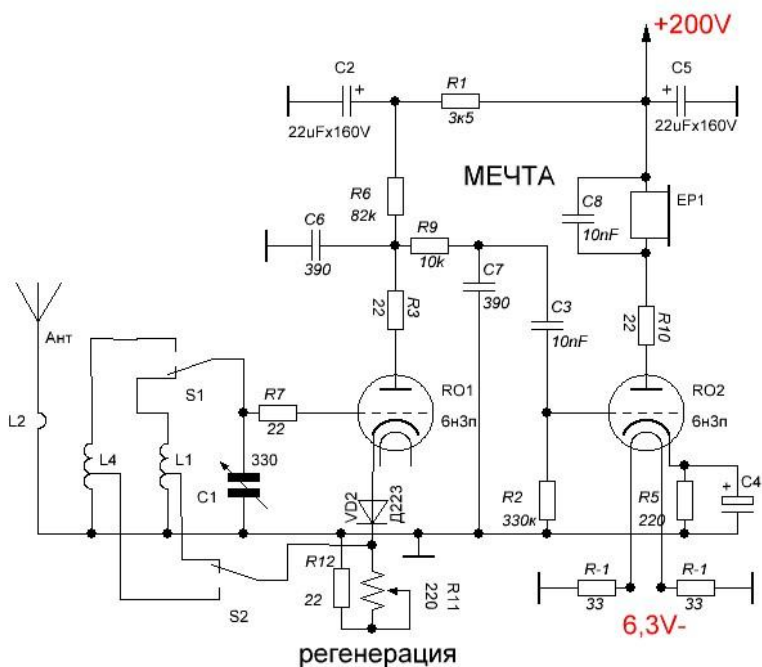 +200V
C2
+
22uFx160V
R1
3к5
C5
+
22uFx160V
МЕЧТА
R6
82k
C8
10nF
EP1
C6
390
R9
10k
C7
390
R3
22
C3
10nF
R10
22
Ант
S1
R7
22
RO1
6н3п
RO2
6н3п
L2
L4
L1
330
C1
VD2
Д223
R2
330к
R5
220
+
C4
S2
R12
22
R11
220
R-1
33
R-1
33
6,3V-
регенерация